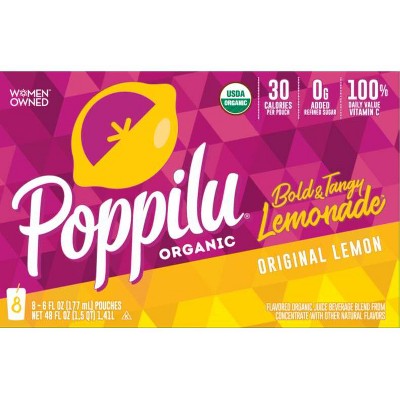 WOMEN
OWNED
USDA
ORGANIC
30
CALORIES
PER POUCH
0g
ADDED
REFINED SUGAR
100%
DAILY VALUE
VITAMIN C
Poppilu®
ORGANIC
Bold & Tangy
Lemonade
ORIGINAL LEMON
8
8 – 6 FL OZ (177 mL) POUCHES
NET 48 FL OZ (1.5 QT) 1.41L
FLAVORED ORGANIC JUICE BEVERAGE BLEND FROM
CONCENTRATE WITH OTHER NATURAL FLAVORS